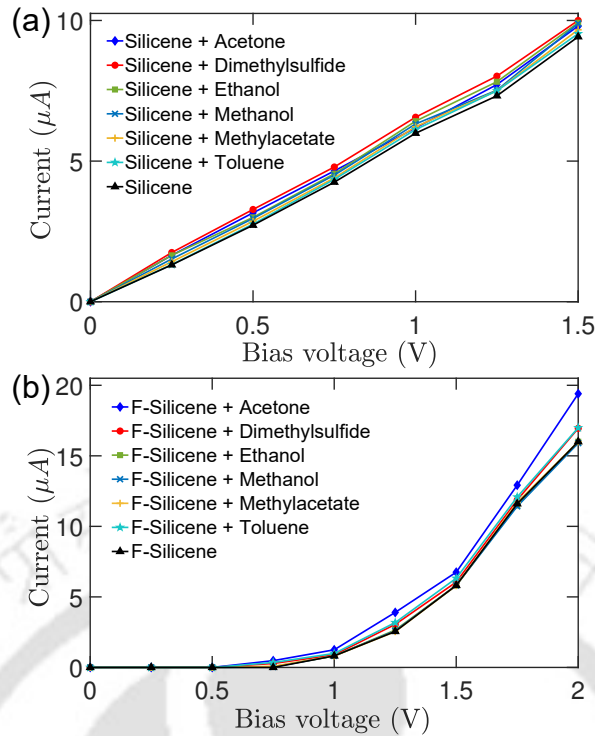 (a)
10
Silicene + Acetone
Silicene + Dimethylsulfide
Silicene + Ethanol
Silicene + Methanol
5
Silicene + Methylacetate
Silicene + Toluene
Silicene
Current (μA)
0
0 0.5 1 1.5
Bias voltage (V)
(b)
20
F-Silicene + Acetone
F-Silicene + Dimethylsulfide
15
F-Silicene + Ethanol
F-Silicene + Methanol
F-Silicene + Methylacetate
10
F-Silicene + Toluene
F-Silicene
Current (μA)
5
0
0 0.5 1 1.5 2
Bias voltage (V)